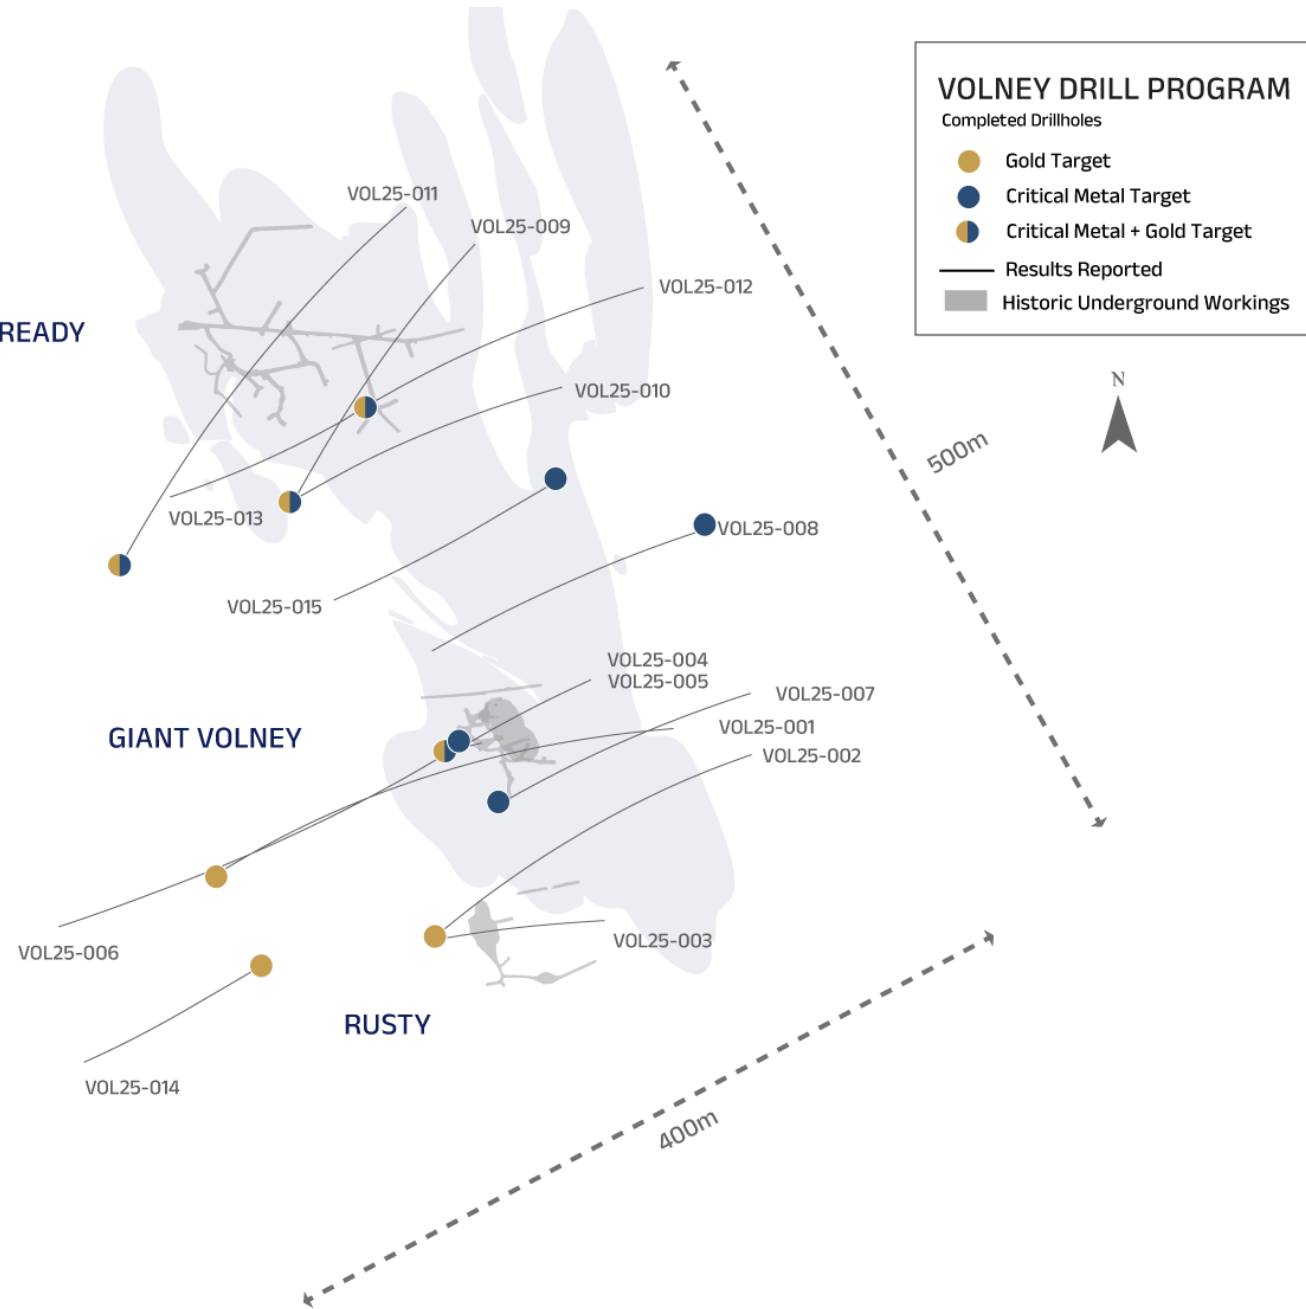 VOLNEY DRILL PROGRAM
Completed Drillholes
Gold Target
Critical Metal Target
Critical Metal + Gold Target
Results Reported
Historic Underground Workings
VOL25-011
VOL25-009
VOL25-012
READY
VOL25-010
N
500m
VOL25-013
VOL25-008
VOL25-015
VOL25-004
VOL25-005
VOL25-007
VOL25-001
GIANT VOLNEY
VOL25-002
VOL25-003
VOL25-006
RUSTY
VOL25-014
400m